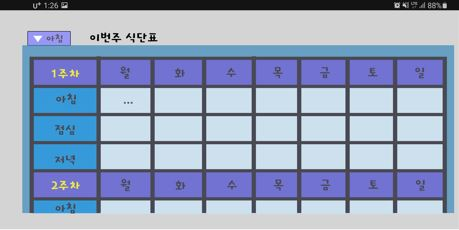 U⁺ 1:26 88%
아침 이번주 식단표
1주차 월 화 수 목 금 토 일
아침 ...
점심
저녁
2주차 월 화 수 목 금 토 일
아침